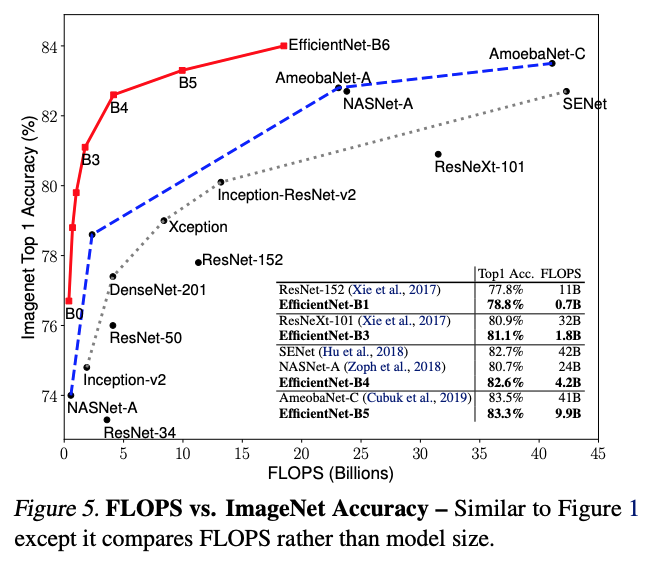 84
82
80
78
76
74
Imagenet Top 1 Accuracy (%)
EfficientNet-B6
AmoebaNet-C
B5
AmeobaNet-A
NASNet-A
B4
SENet
B3
ResNeXt-101
Inception-ResNet-v2
Xception
ResNet-152
DenseNet-201
B0
ResNet-50
Inception-v2
NASNet-A
ResNet-34
Top1 Acc. FLOPS
ResNet-152 (Xie et al., 2017) 77.8% 11B
EfficientNet-B1 78.8% 0.7B
ResNeXt-101 (Xie et al., 2017) 80.9% 32B
EfficientNet-B3 81.1% 1.8B
SENet (Hu et al., 2018) 82.7% 42B
NASNet-A (Zoph et al., 2018) 80.7% 24B
EfficientNet-B4 82.6% 4.2B
AmeobaNet-C (Cubuk et al., 2019) 83.5% 41B
EfficientNet-B5 83.3% 9.9B
0 5 10 15 20 25 30 35 40 45
FLOPS (Billions)
Figure 5. FLOPS vs. ImageNet Accuracy – Similar to Figure 1
except it compares FLOPS rather than model size.